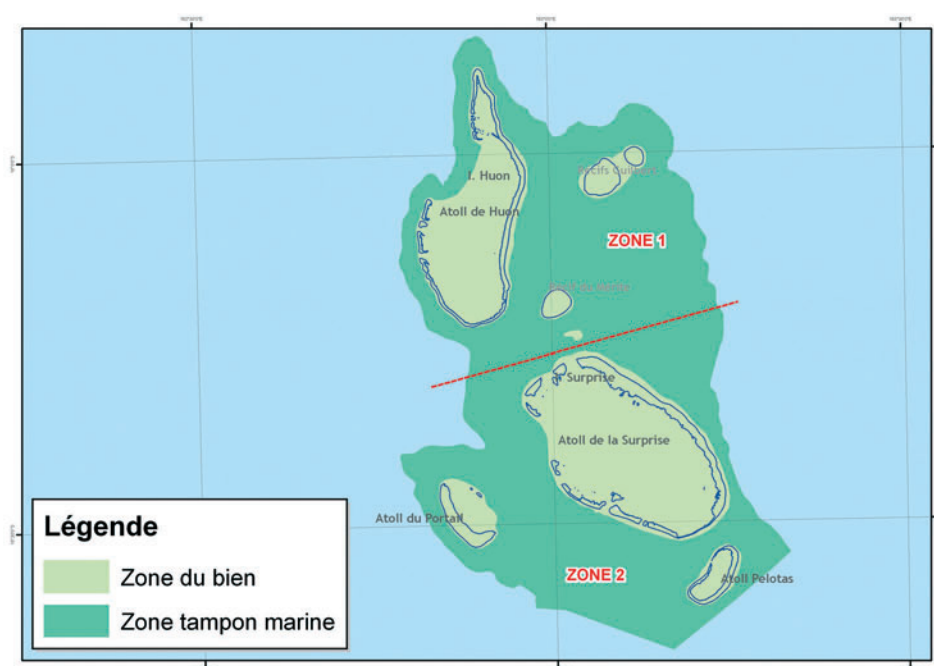 I. Huon
Récifs Guilbert
Atoll de Huon
ZONE 1
Surprise
Atoll de la Surprise
Atoll du Portail
ZONE 2
Atoll Pelotas
Légende
Zone du bien
Zone tampon marine